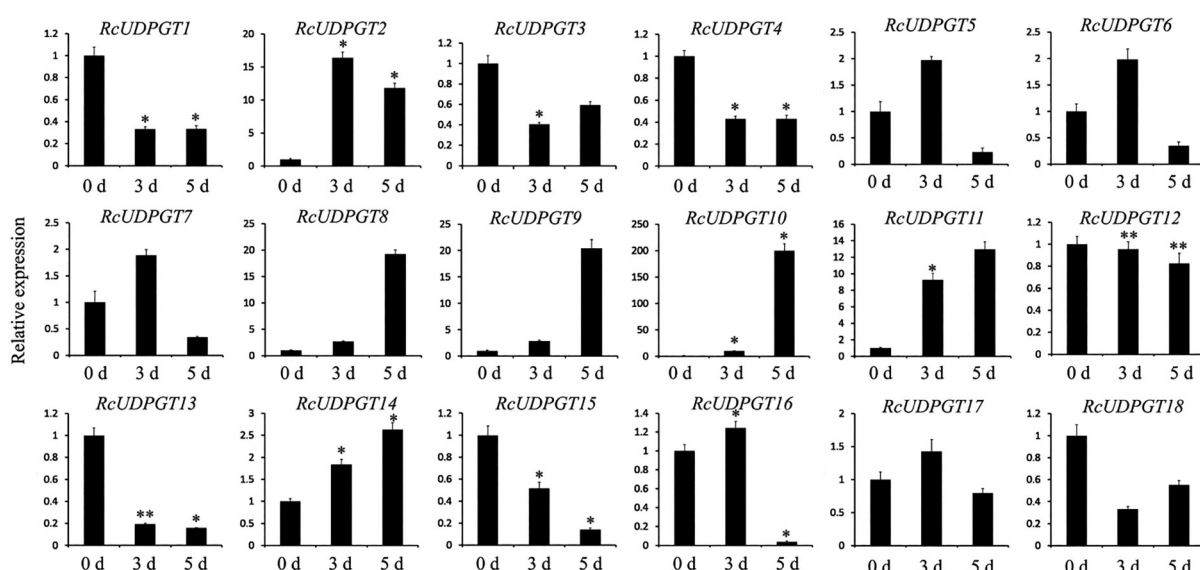 RcUDPGT1 RcUDPGT2 RcUDPGT3 RcUDPGT4 RcUDPGT5 RcUDPGT6
1.2 20 1.2 1.2 2.5 2.5
1 1 1
15 2 2
0.8 * * 0.8 0.8
0.6 10 * 0.6 0.6 1.5 1.5
0.4 * * 0.4 * 0.4 * * 1 1
5
0.2 0.2 0.2 0.5 0.5
0 0 0 0 0 0
0 d 3 d 5 d 0 d 3 d 5 d 0 d 3 d 5 d 0 d 3 d 5 d 0 d 3 d 5 d 0 d 3 d 5 d
Relative expression
RcUDPGT7 RcUDPGT8 RcUDPGT9 RcUDPGT10 RcUDPGT11 RcUDPGT12
2.5 25 25 250 16 1.2
2 20 20 200 * 14 1 ** **
12
1.5 15 15 150 10 * 0.8
8 0.6
1 10 10 100 6 0.4
0.5 5 5 50 * 4 0.2
2
0 0 0 0 0 0
0 d 3 d 5 d 0 d 3 d 5 d 0 d 3 d 5 d 0 d 3 d 5 d 0 d 3 d 5 d 0 d 3 d 5 d
RcUDPGT13 RcUDPGT14 RcUDPGT15 RcUDPGT16 RcUDPGT17 RcUDPGT18
1.2 3 * 1.2 1.4 * 2 1.2
1 2.5 1 1.2 1
0.8 2 * 0.8 1 1.5 0.8
0.6 1.5 0.6 * 0.8 1 0.6
0.4 1 0.4 0.6 0.4
0.2 ** * 0.5 0.2 * 0.4 0.5 0.2
0.2 *
0 0 0 0 0 0
0 d 3 d 5 d 0 d 3 d 5 d 0 d 3 d 5 d 0 d 3 d 5 d 0 d 3 d 5 d 0 d 3 d 5 d